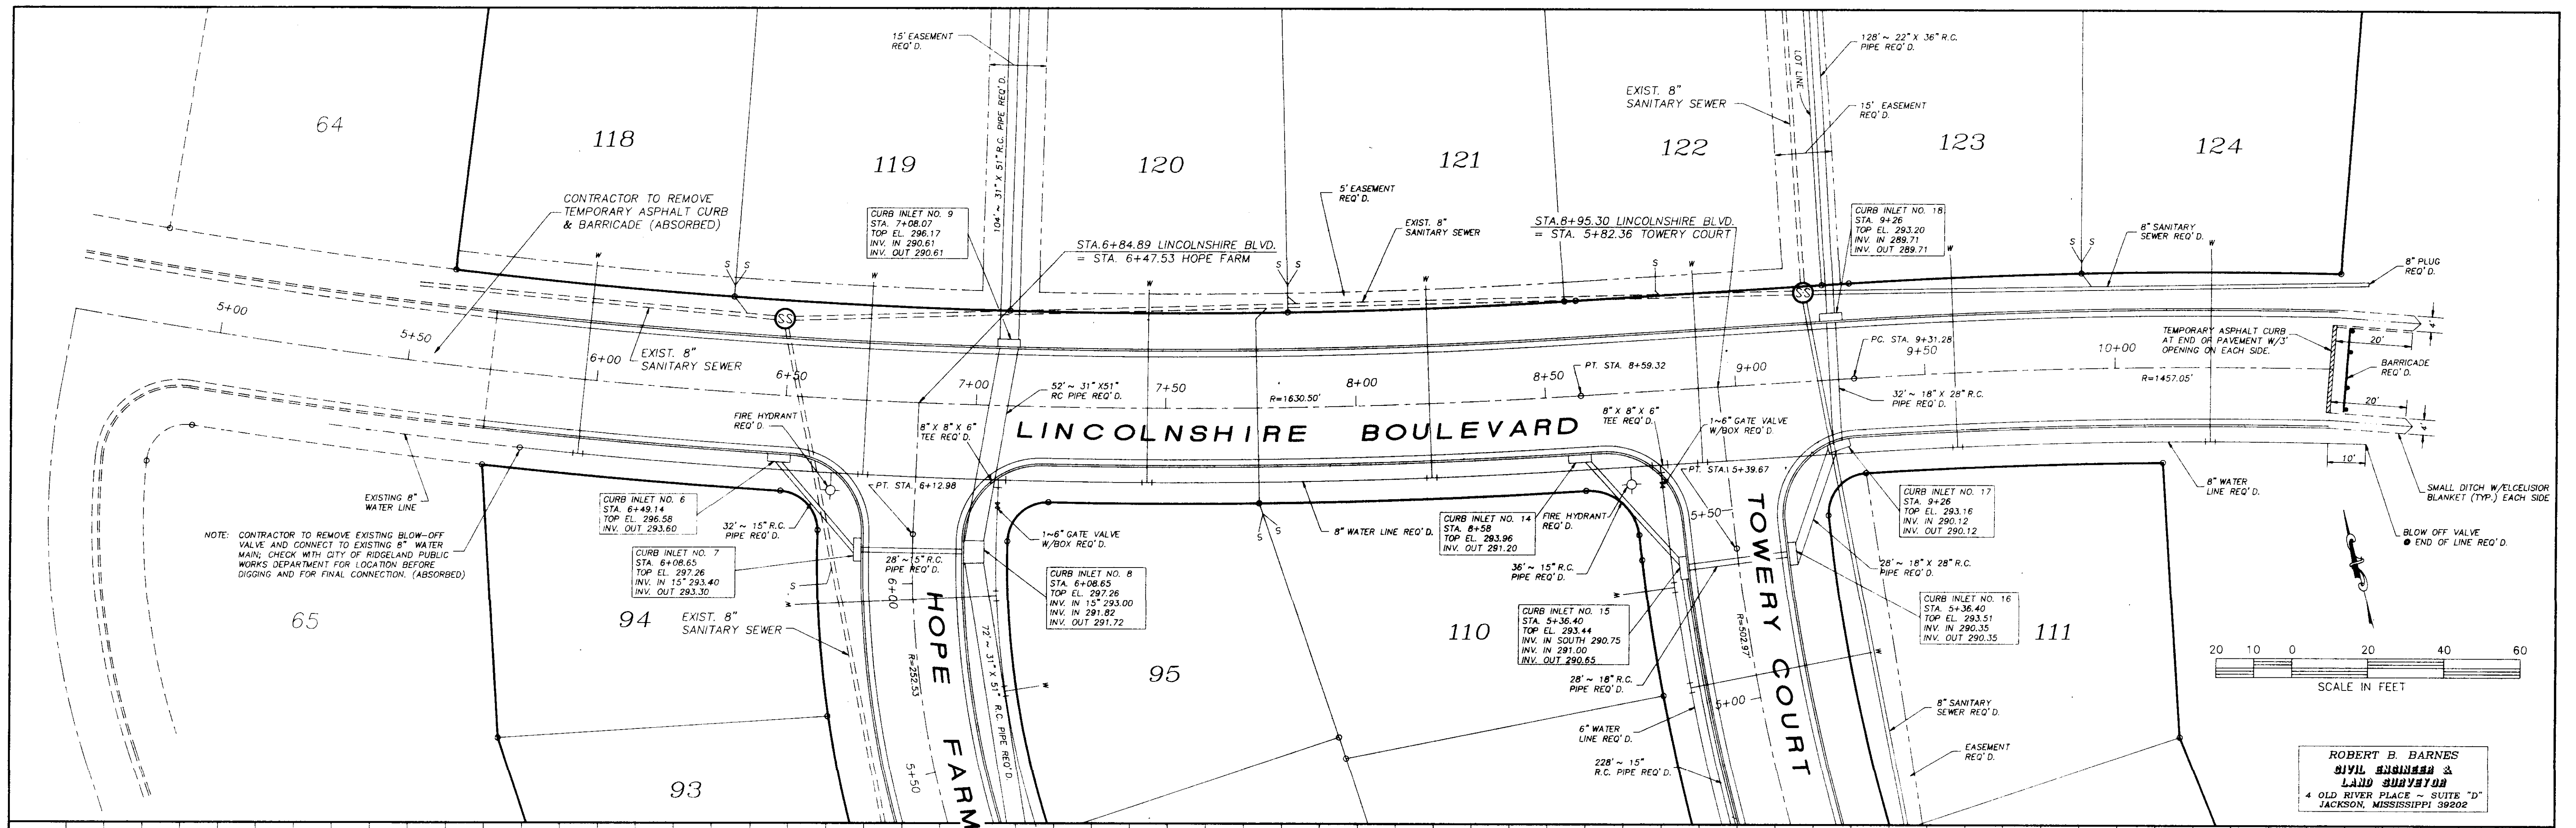 64
118
119
120
121
122
123
124
15' EASEMENT
REQ'D.
104' ~ 31" X 51" R.C. PIPE REQ'D.
LOT LINE
128' ~ 22" X 36" R.C.
PIPE REQ'D.
EXIST. 8"
SANITARY SEWER
15' EASEMENT
REQ'D.
CONTRACTOR TO REMOVE
TEMPORARY ASPHALT CURB
& BARRICADE (ABSORBED)
CURB INLET NO. 9
STA. 7+08.07
TOP EL. 296.17
INV. IN 290.61
INV. OUT 290.61
STA.6+84.89 LINCOLNSHIRE BLVD.
= STA. 6+47.53 HOPE FARM
5' EASEMENT
REQ'D.
EXIST. 8"
SANITARY SEWER
STA.8+95.30 LINCOLNSHIRE BLVD.
= STA. 5+82.36 TOWERY COURT
CURB INLET NO. 18
STA. 9+26
TOP EL. 293.20
INV. IN 289.71
INV. OUT 289.71
8" SANITARY
SEWER REQ'D.
8" PLUG
REQ'D.
W
S
S
W
W
S
S
W
S
W
W
S
S
W
SS
SS
5+00
5+50
6+00
EXIST. 8"
SANITARY SEWER
6+50
7+00
52' ~ 31" X51"
RC PIPE REQ'D.
7+50
R=1630.50'
8+00
8+50
PT. STA. 8+59.32
9+00
PC. STA. 9+31.28
9+50
10+00
R=1457.05'
32' ~ 18" X 28" R.C.
PIPE REQ'D.
TEMPORARY ASPHALT CURB
AT END OF PAVEMENT W/3'
OPENING ON EACH SIDE.
4'
20'
BARRICADE
REQ'D.
20'
4'
10'
FIRE HYDRANT
REQ'D.
8" X 8" X 6"
TEE REQ'D.
LINCOLNSHIRE BOULEVARD
8" X 8" X 6"
TEE REQ'D.
1~6" GATE VALVE
W/BOX REQ'D.
EXISTING 8"
WATER LINE
NOTE: CONTRACTOR TO REMOVE EXISTING BLOW-OFF
VALVE AND CONNECT TO EXISTING 8" WATER
MAIN; CHECK WITH CITY OF RIDGELAND PUBLIC
WORKS DEPARTMENT FOR LOCATION BEFORE
DIGGING AND FOR FINAL CONNECTION. (ABSORBED)
CURB INLET NO. 6
STA. 6+49.14
TOP EL. 296.58
INV. OUT 293.60
32' ~ 15" R.C.
PIPE REQ'D.
PT. STA. 6+12.98
CURB INLET NO. 7
STA. 6+08.65
TOP EL. 297.26
INV. IN 15" 293.40
INV. OUT 293.30
28' ~ 15" R.C.
PIPE REQ'D.
1~6" GATE VALVE
W/BOX REQ'D.
CURB INLET NO. 8
STA. 6+08.65
TOP EL. 297.26
INV. IN 15" 293.00
INV. IN 291.82
INV. OUT 291.72
S
S
8" WATER LINE REQ'D.
CURB INLET NO. 14
STA. 8+58
TOP EL. 293.96
INV. OUT 291.20
FIRE HYDRANT
REQ'D.
36' ~ 15" R.C.
PIPE REQ'D.
PT. STA. 5+39.67
5+50
CURB INLET NO. 17
STA. 9+26
TOP EL. 293.16
INV. IN 290.12
INV. OUT 290.12
28' ~ 18" X 28" R.C.
PIPE REQ'D.
8" WATER
LINE REQ'D.
SMALL DITCH W/ELCELISIOR
BLANKET (TYP.) EACH SIDE
BLOW OFF VALVE
@ END OF LINE REQ'D.
CURB INLET NO. 15
STA. 5+36.40
TOP EL. 293.44
INV. IN SOUTH 290.75
INV. IN 291.00
INV. OUT 290.65
CURB INLET NO. 16
STA. 5+36.40
TOP EL. 293.51
INV. IN 290.35
INV. OUT 290.35
65
94
EXIST. 8"
SANITARY SEWER
S
W
6+00
HOPE FARM
R=252.53
5+50
72' ~ 31" X 51" R.C. PIPE REQ'D.
W
95
110
W
28' ~ 18" R.C.
PIPE REQ'D.
R=502.97'
TOWERY COURT
5+00
W
111
93
6" WATER
LINE REQ'D.
228' ~ 15"
R.C. PIPE REQ'D.
8" SANITARY
SEWER REQ'D.
EASEMENT
REQ'D.
20 10 0 20 40 60
SCALE IN FEET
ROBERT B. BARNES
CIVIL ENGINEER &
LAND SURVEYOR
4 OLD RIVER PLACE ~ SUITE "D"
JACKSON, MISSISSIPPI 39202